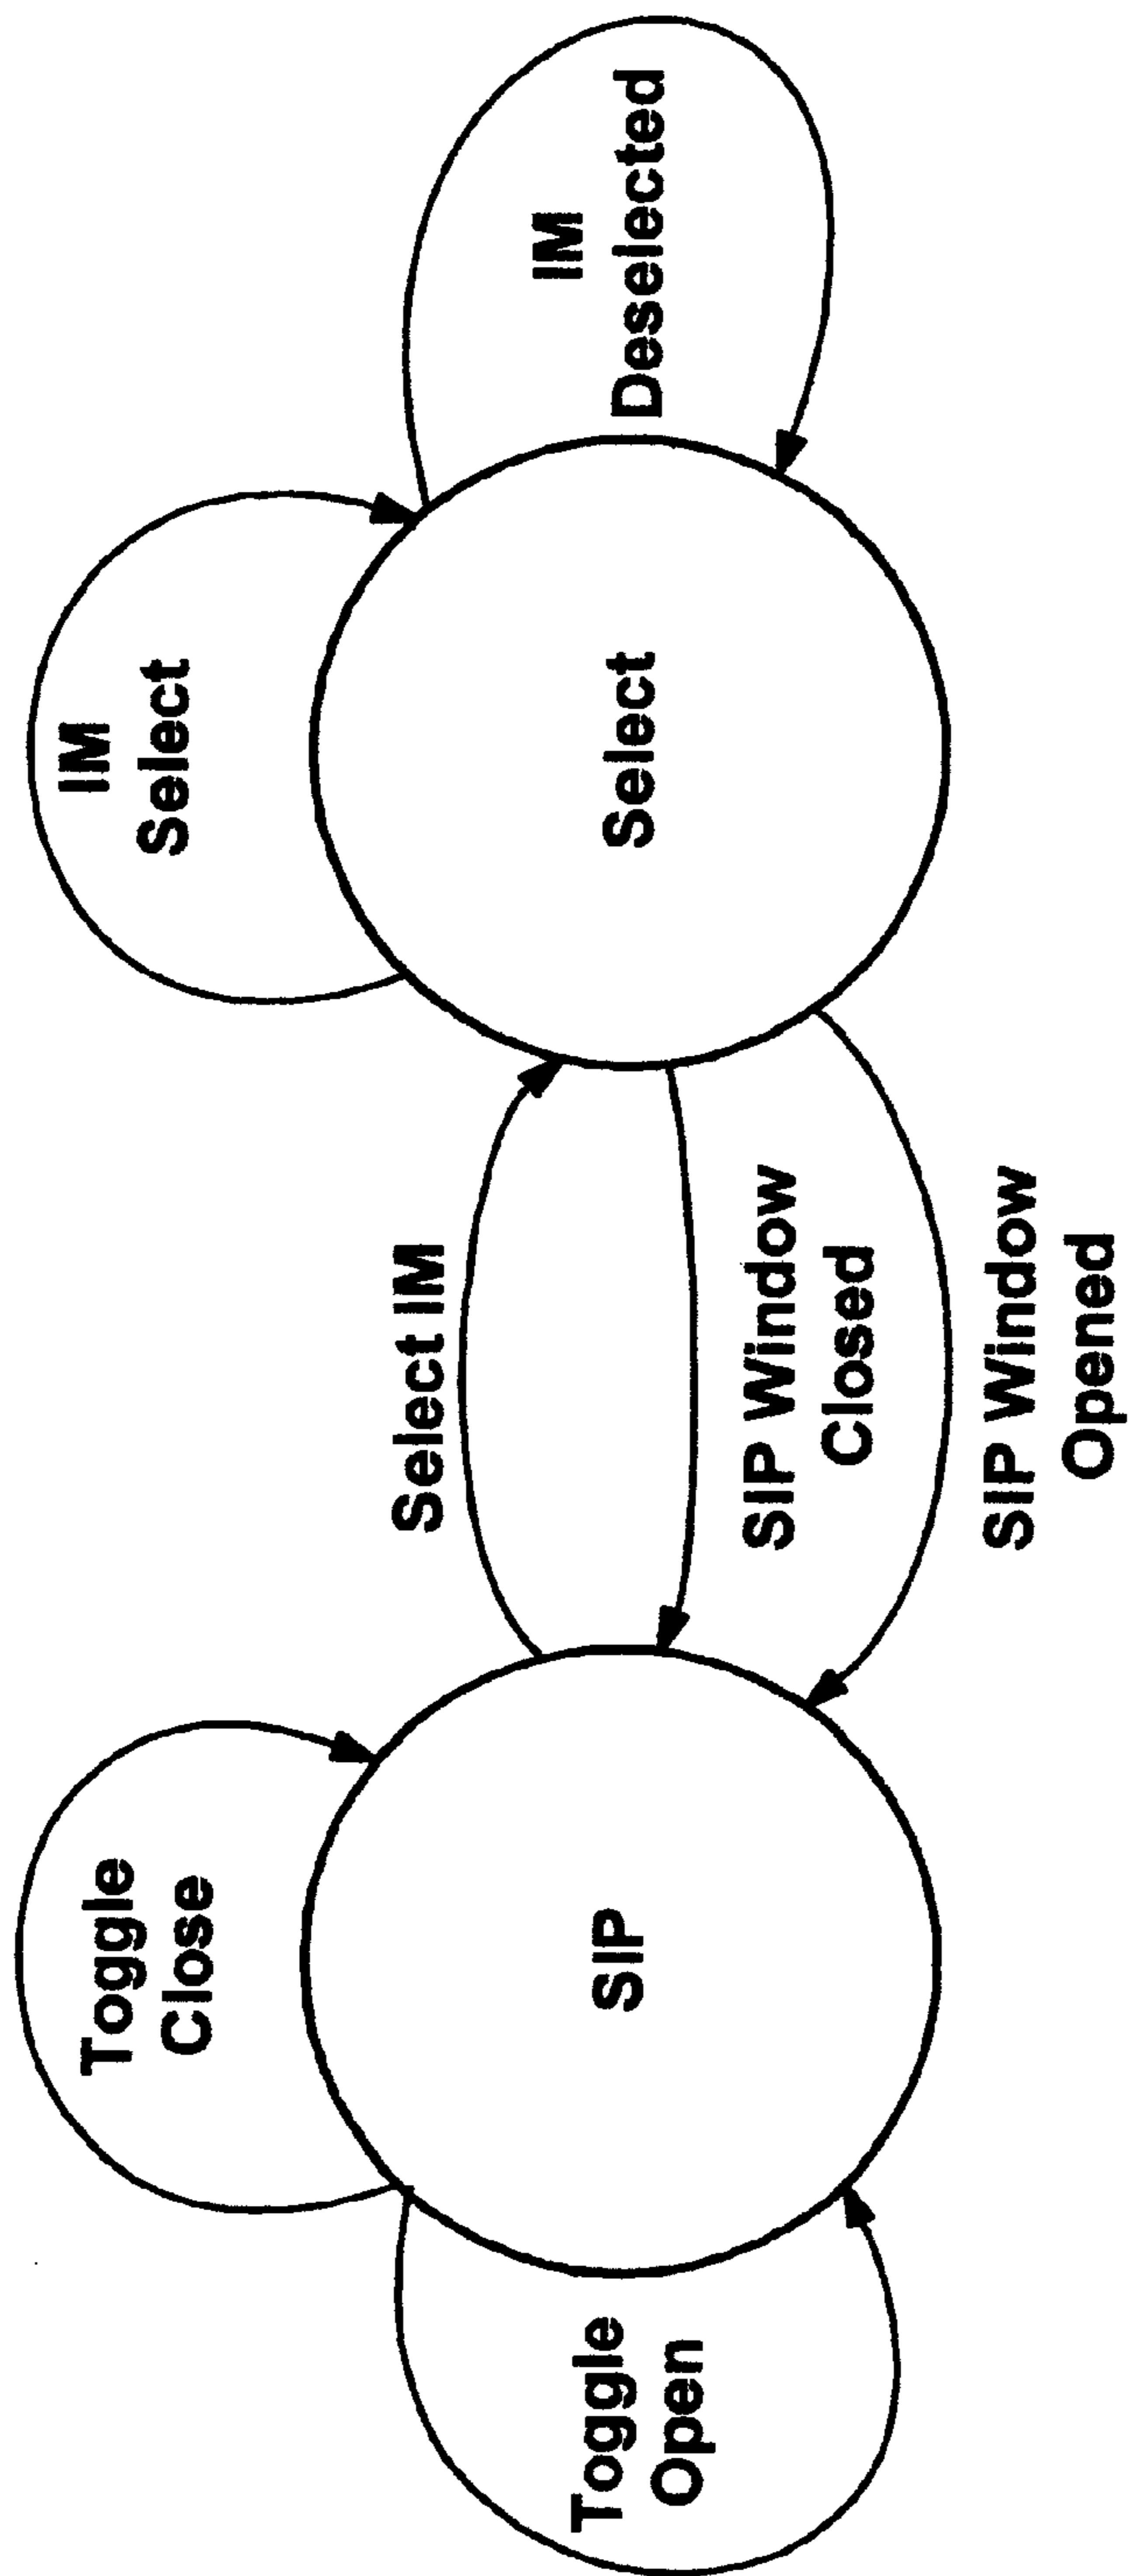 Toggle
Open
Toggle
Close
SIP
Select IM
SIP Window
Closed
SIP Window
Opened
IM
Select
Select
IM
Deselected